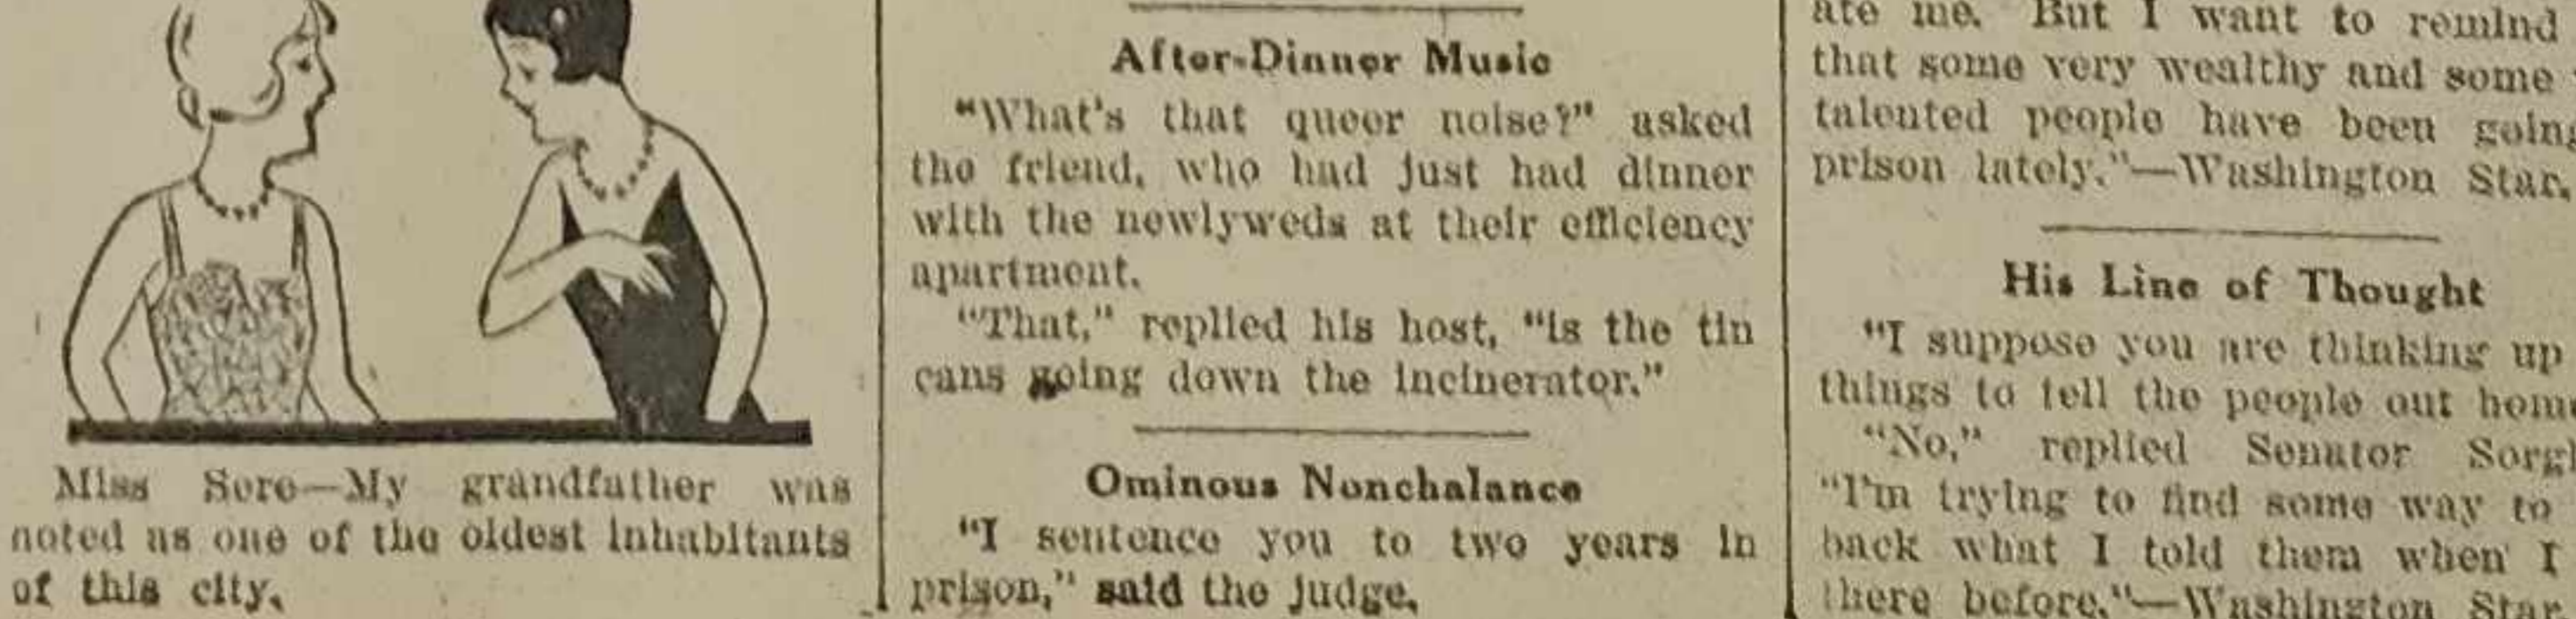 Miss Sere—My grandfather was
noted as one of the oldest inhabitants
of this city.
After-Dinner Music
"What's that queer noise?" asked
the friend, who had just had dinner
with the newlyweds at their efficiency
apartment.
"That," replied his host, "is the tin
cans going down the incinerator."
Ominous Nonchalance
"I sentence you to two years in
prison," said the judge.
ate me. But I want to remind
that some very wealthy and some
talented people have been going
prison lately."—Washington Star.
His Line of Thought
"I suppose you are thinking up
things to tell the people out home
"No," replied Senator
"I'm trying to find some way to
back what I told them when I
there before."—Washington Star